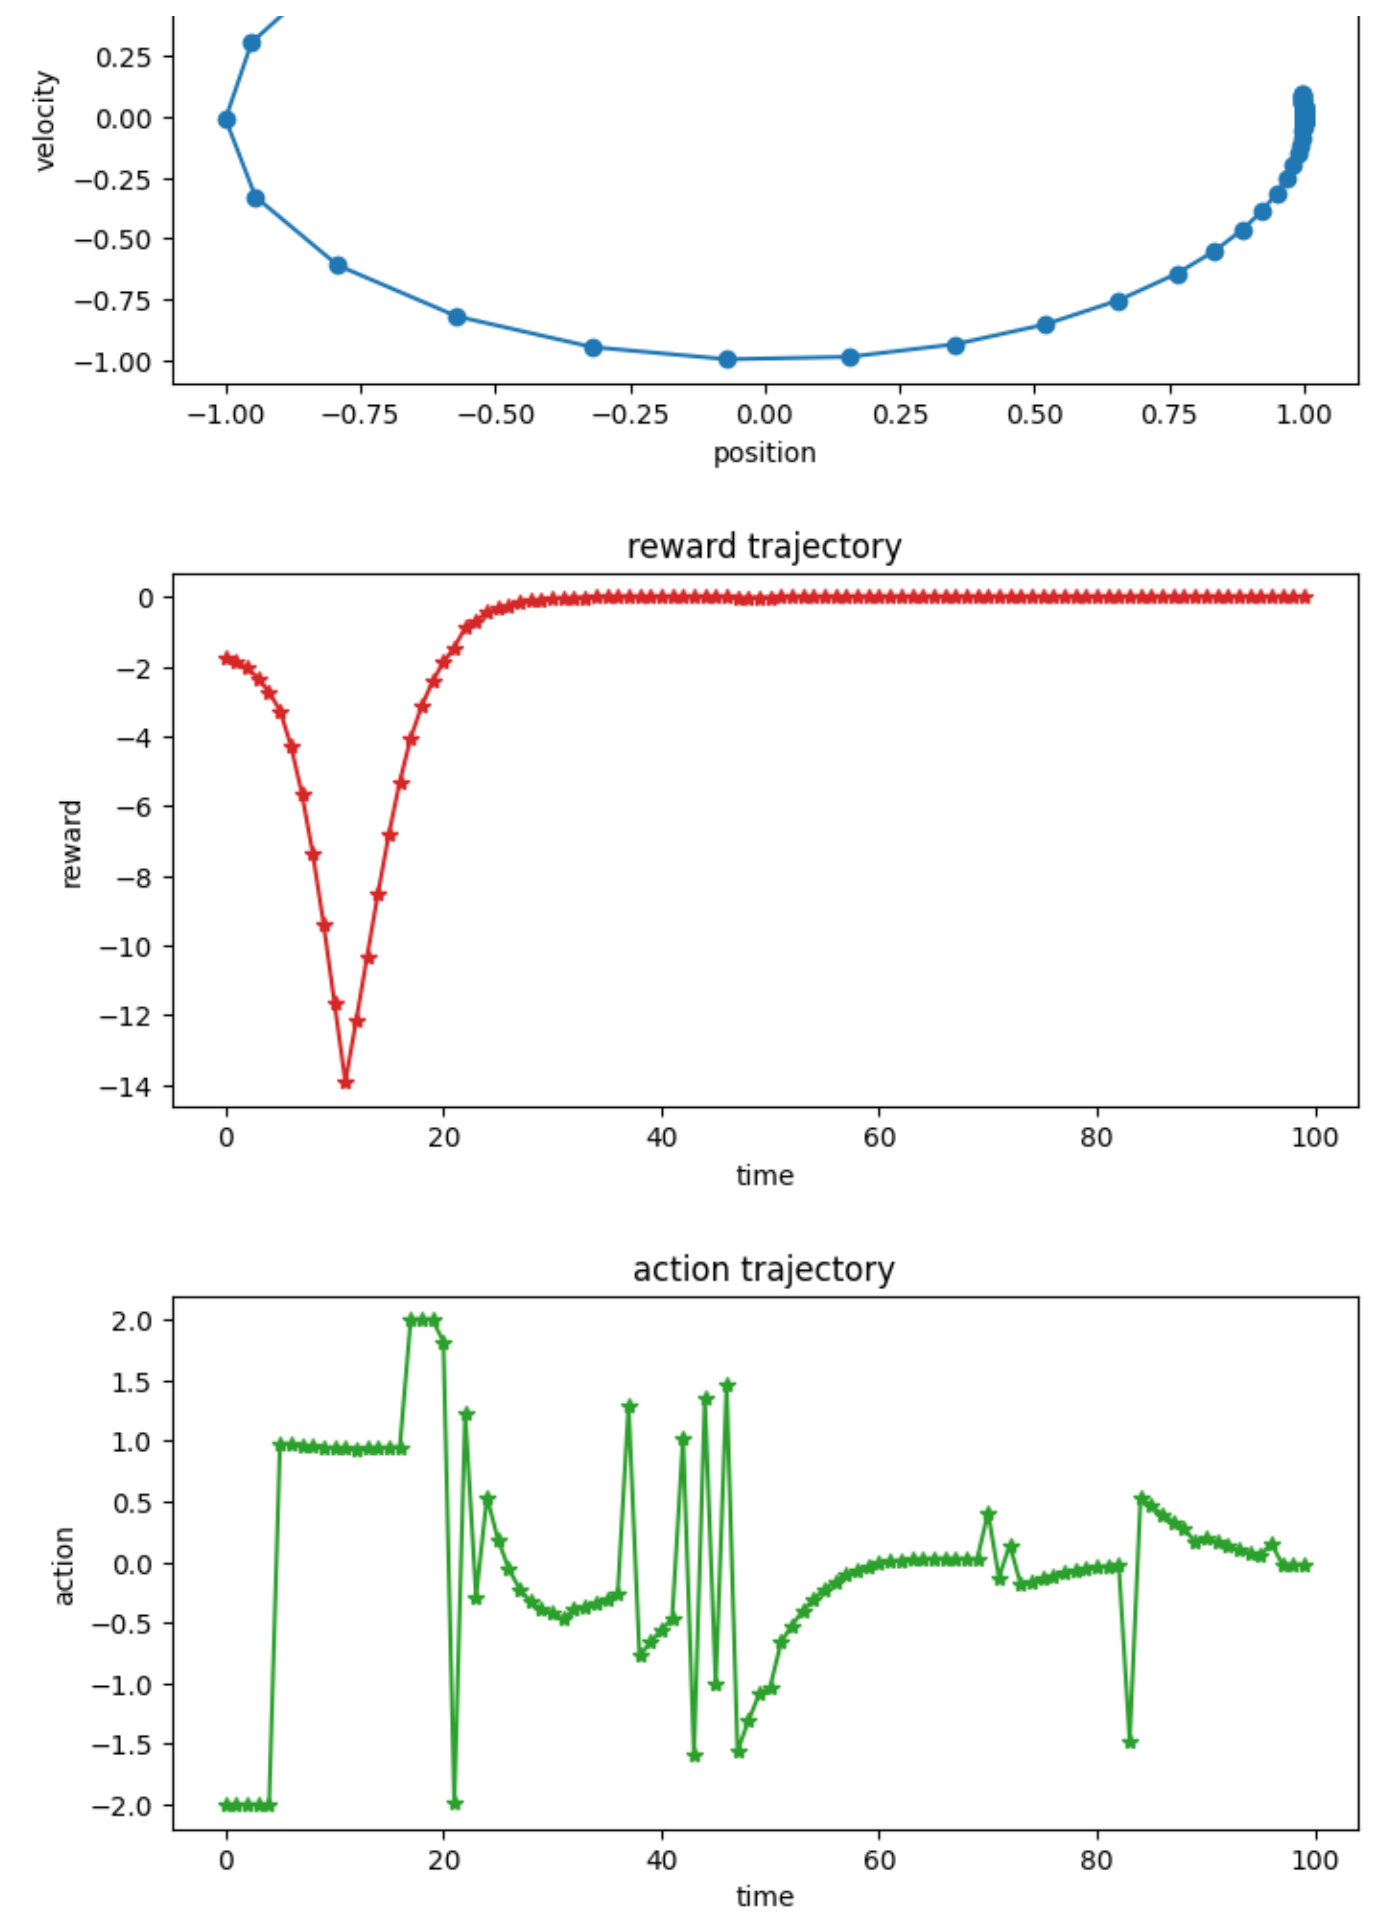 0.25
0.00
−0.25
−0.50
−0.75
−1.00
velocity
−1.00 −0.75 −0.50 −0.25 0.00 0.25 0.50 0.75 1.00
position
reward trajectory
0
−2
−4
−6
−8
−10
−12
−14
reward
0 20 40 60 80 100
time
action trajectory
2.0
1.5
1.0
0.5
0.0
−0.5
−1.0
−1.5
−2.0
action
0 20 40 60 80 100
time